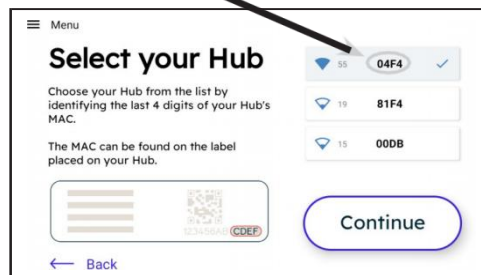 Menu
Select your Hub
Choose your Hub from the list by
identifying the last 4 digits of your Hub's
MAC.
The MAC can be found on the label
placed on your Hub.
123456AB CDEF
Back
55 04F4
19 81F4
15 00DB
Continue